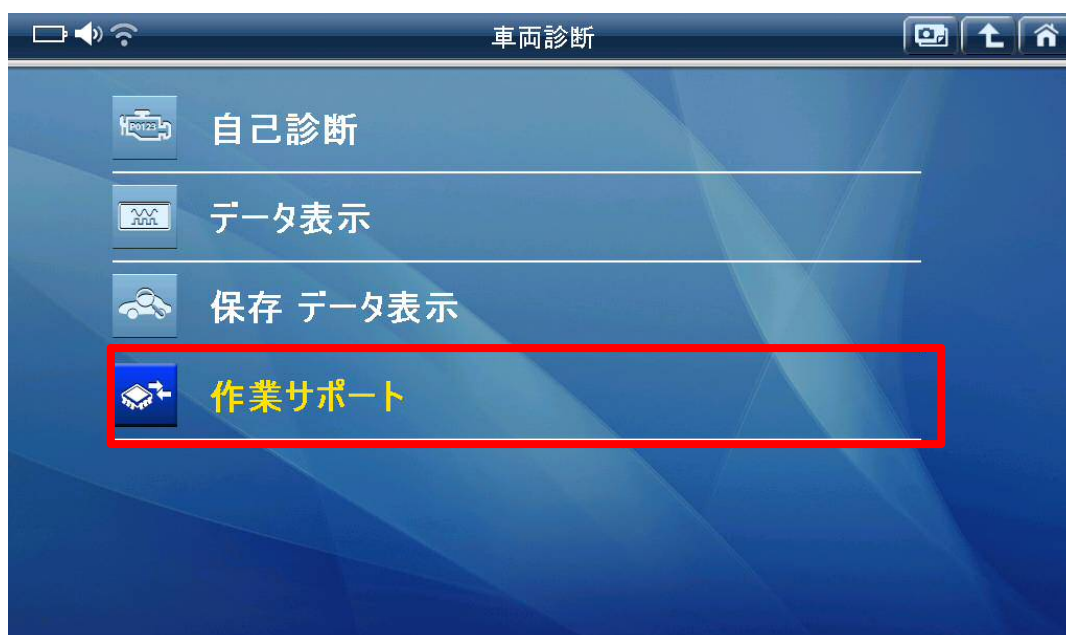 車両診断
P0123
自己診断
データ表示
保存 データ表示
作業サポート